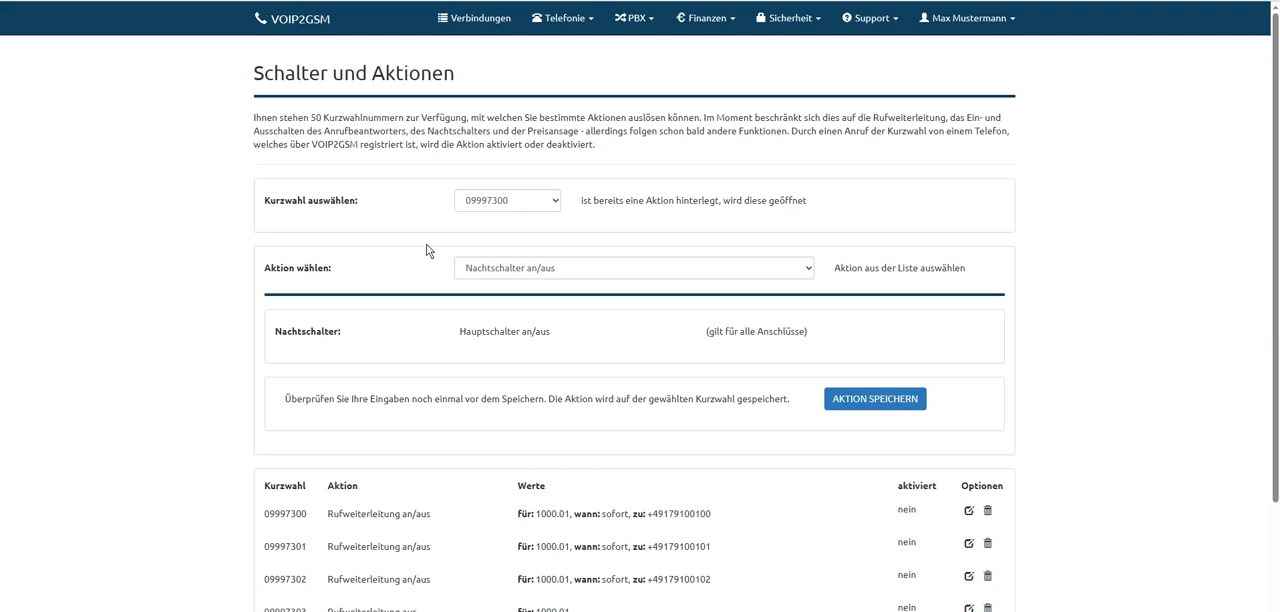 VOIP2GSM
Verbindungen Telefonie PBX Finanzen Sicherheit Support Max Mustermann
Schalter und Aktionen
Ihnen stehen 50 Kurzwahlnummern zur Verfügung, mit welchen Sie bestimmte Aktionen auslösen können. Im Moment beschränkt sich dies auf die Rufweiterleitung, das Ein- und
Ausschalten des Anrufbeantworters, des Nachtschalters und der Preisansage - allerdings folgen schon bald andere Funktionen. Durch einen Anruf der Kurzwahl von einem Telefon,
welches über VOIP2GSM registriert ist, wird die Aktion aktiviert oder deaktiviert.
Kurzwahl auswählen: 09997300 ist bereits eine Aktion hinterlegt, wird diese geöffnet
Aktion wählen: Nachtschalter an/aus Aktion aus der Liste auswählen
Nachtschalter: Hauptschalter an/aus (gilt für alle Anschlüsse)
Überprüfen Sie Ihre Eingaben noch einmal vor dem Speichern. Die Aktion wird auf der gewählten Kurzwahl gespeichert. AKTION SPEICHERN
Kurzwahl Aktion Werte aktiviert Optionen
09997300 Rufweiterleitung an/aus für: 1000.01, wann: sofort, zu: +49179100100 nein
09997301 Rufweiterleitung an/aus für: 1000.01, wann: sofort, zu: +49179100101 nein
09997302 Rufweiterleitung an/aus für: 1000.01, wann: sofort, zu: +49179100102 nein
09997303 Rufweiterleitung aus für: 1000.01 nein